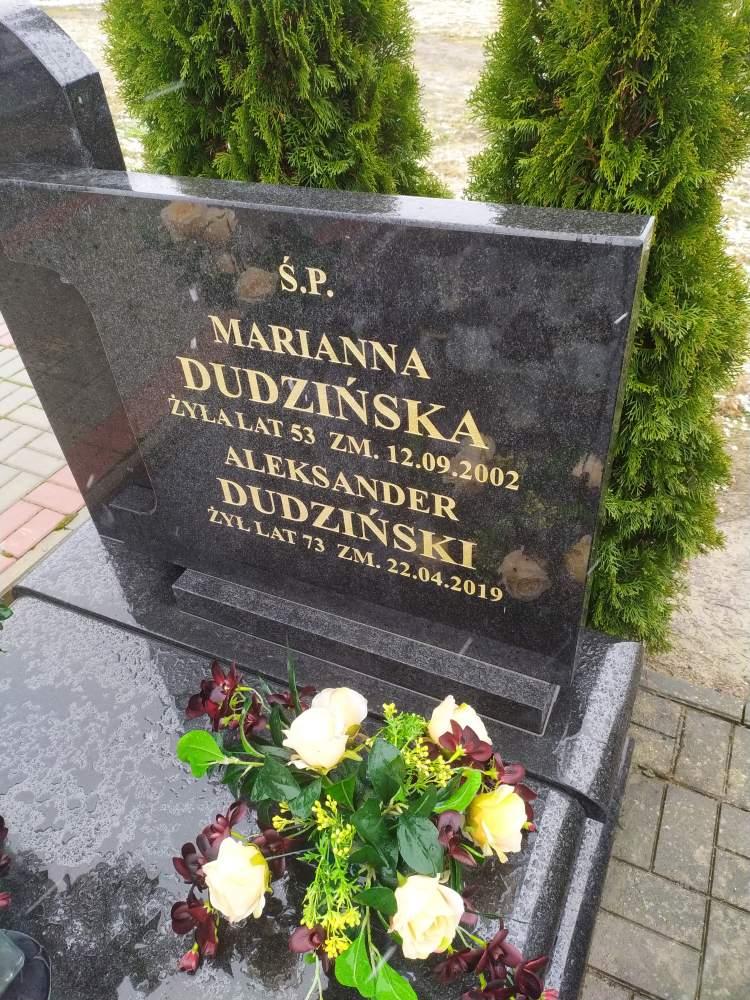 Ś.P.
MARIANNA
DUDZIŃSKA
ŻYŁA LAT 53 ZM. 12.09.2002
ALEKSANDER
DUDZIŃSKI
ŻYŁ LAT 73 ZM. 22.04.2019